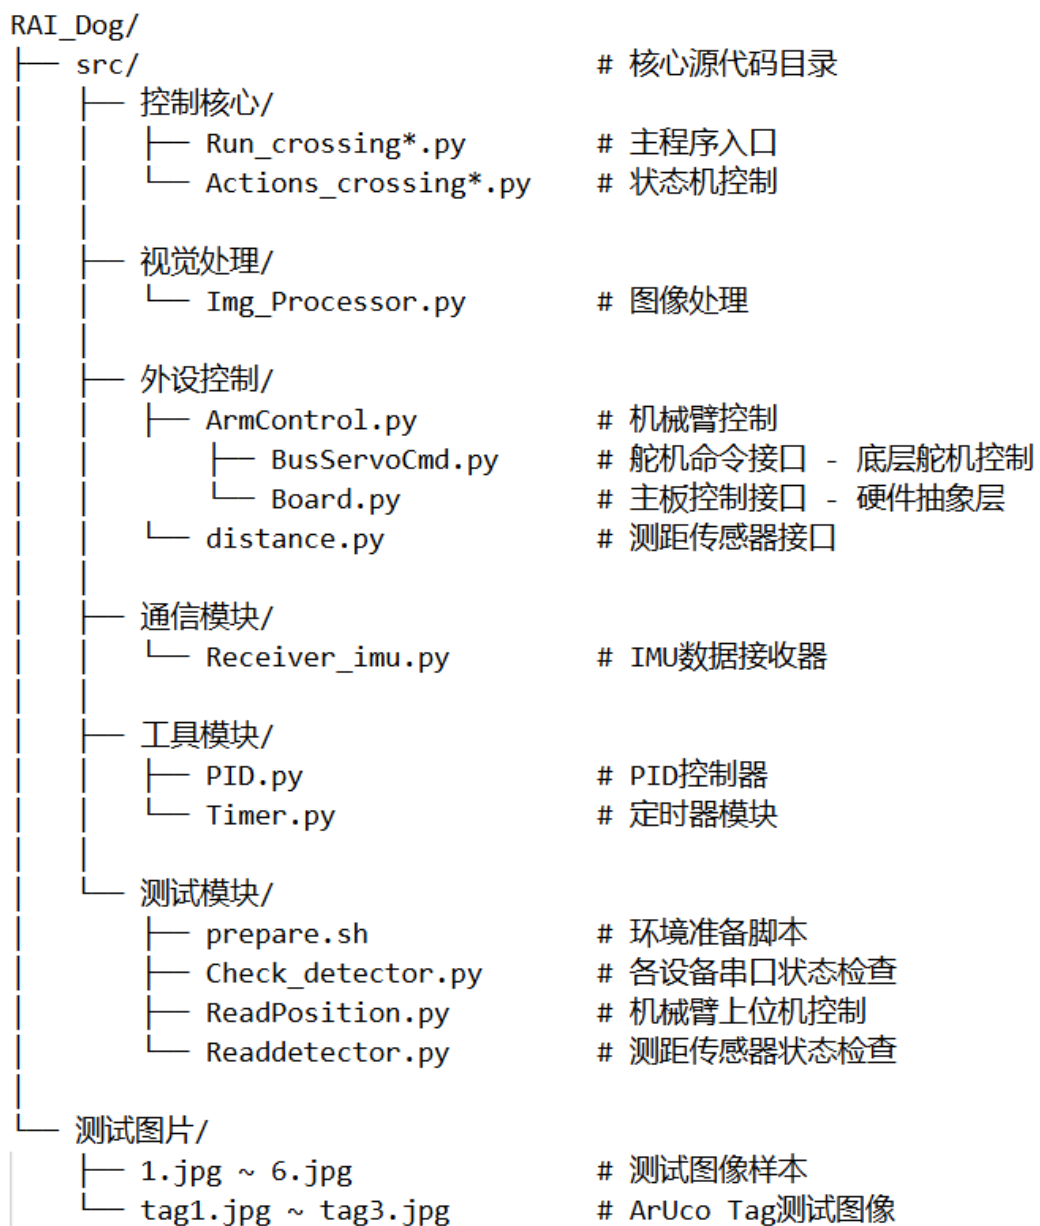 RAI_Dog/
├── src/ # 核心源代码目录
│   ├── 控制核心/
│   │   ├── Run_crossing*.py # 主程序入口
│   │   └── Actions_crossing*.py # 状态机控制
│   │
│   ├── 视觉处理/
│   │   └── Img_Processor.py # 图像处理
│   │
│   ├── 外设控制/
│   │   ├── ArmControl.py # 机械臂控制
│   │   │   ├── BusServoCmd.py # 舵机命令接口 - 底层舵机控制
│   │   │   └── Board.py # 主板控制接口 - 硬件抽象层
│   │   └── distance.py # 测距传感器接口
│   │
│   ├── 通信模块/
│   │   └── Receiver_imu.py # IMU数据接收器
│   │
│   ├── 工具模块/
│   │   ├── PID.py # PID控制器
│   │   └── Timer.py # 定时器模块
│   │
│   └── 测试模块/
│       ├── prepare.sh # 环境准备脚本
│       ├── Check_detector.py # 各设备串口状态检查
│       ├── ReadPosition.py # 机械臂上位机控制
│       └── Readdetector.py # 测距传感器状态检查
│
└── 测试图片/
    ├── 1.jpg ~ 6.jpg # 测试图像样本
    └── tag1.jpg ~ tag3.jpg # ArUco Tag测试图像